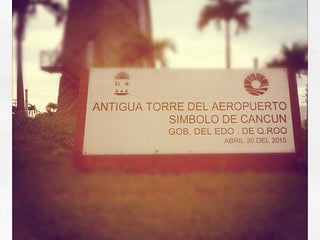 ANTIGUA TORRE DEL AEROPUERTO
SIMBOLO DE CANCUN
GOB. DEL EDO. DE Q.ROO
ABRIL 20 DEL 2010